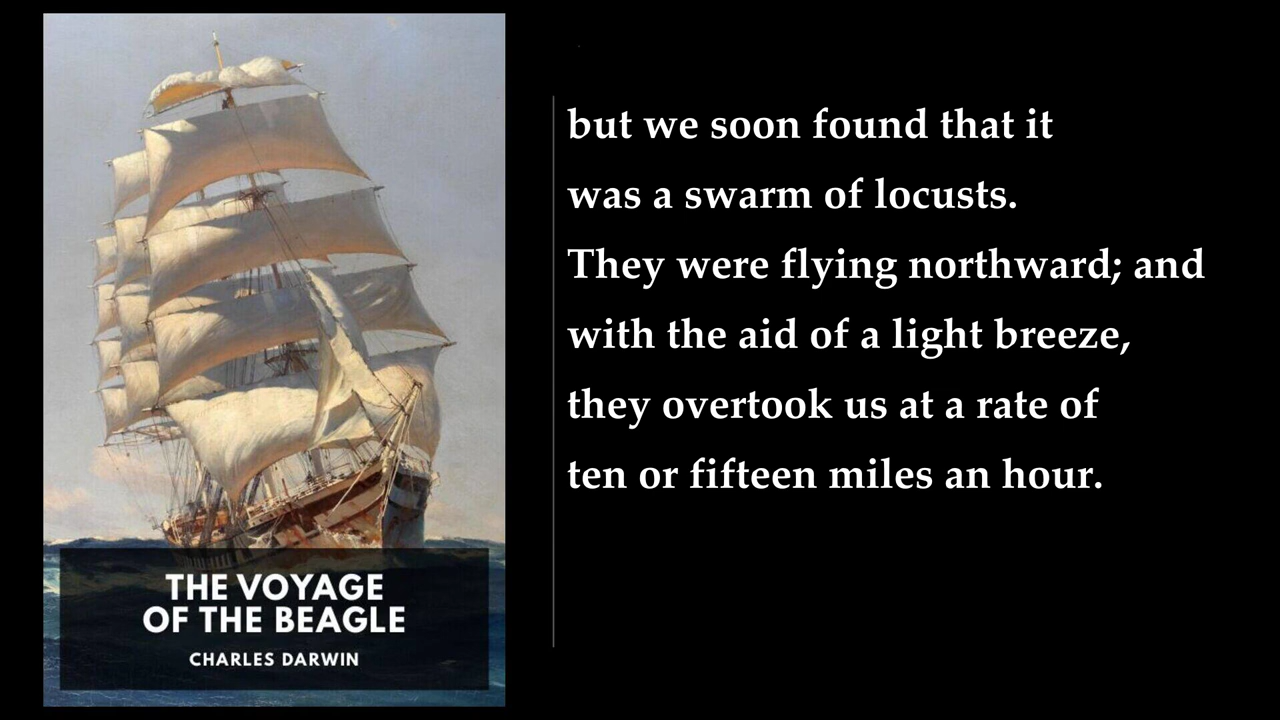 THE VOYAGE
OF THE BEAGLE
CHARLES DARWIN
but we soon found that it
was a swarm of locusts.
They were flying northward; and
with the aid of a light breeze,
they overtook us at a rate of
ten or fifteen miles an hour.